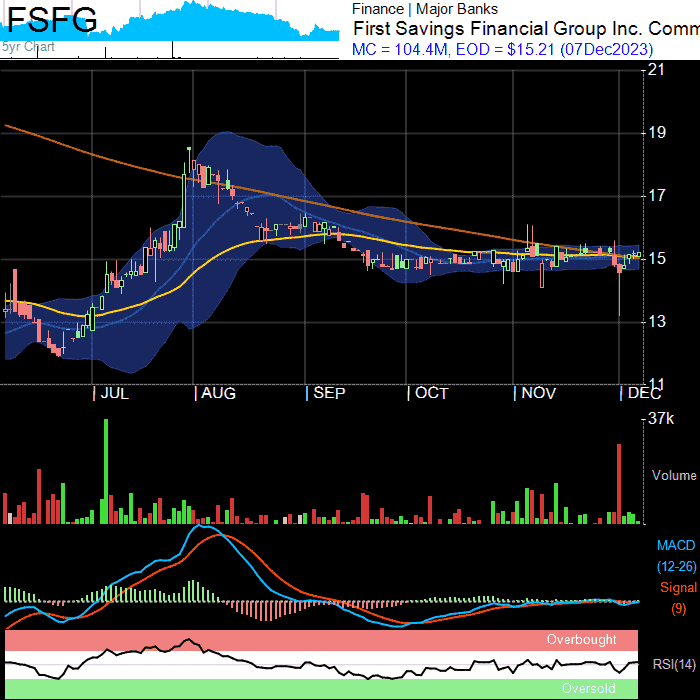 FSFG
5yr Chart
Finance | Major Banks
First Savings Financial Group Inc. Comm
MC = 104.4M, EOD = $15.21 (07Dec2023)
21
19
17
15
13
11
JUL AUG SEP OCT NOV DEC
37k
Volume
MACD
(12-26)
Signal
(9)
Overbought
RSI(14)
Oversold